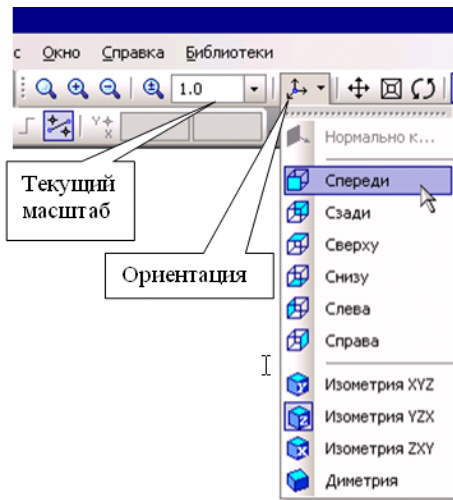 с Окно Справка Библиотеки
1.0
Y
X
Нормально к...
Спереди
Текущий
масштаб
Сзади
Сверху
Ориентация
Снизу
Слева
Справа
Изометрия XYZ
Изометрия YZX
Изометрия ZXY
Диметрия